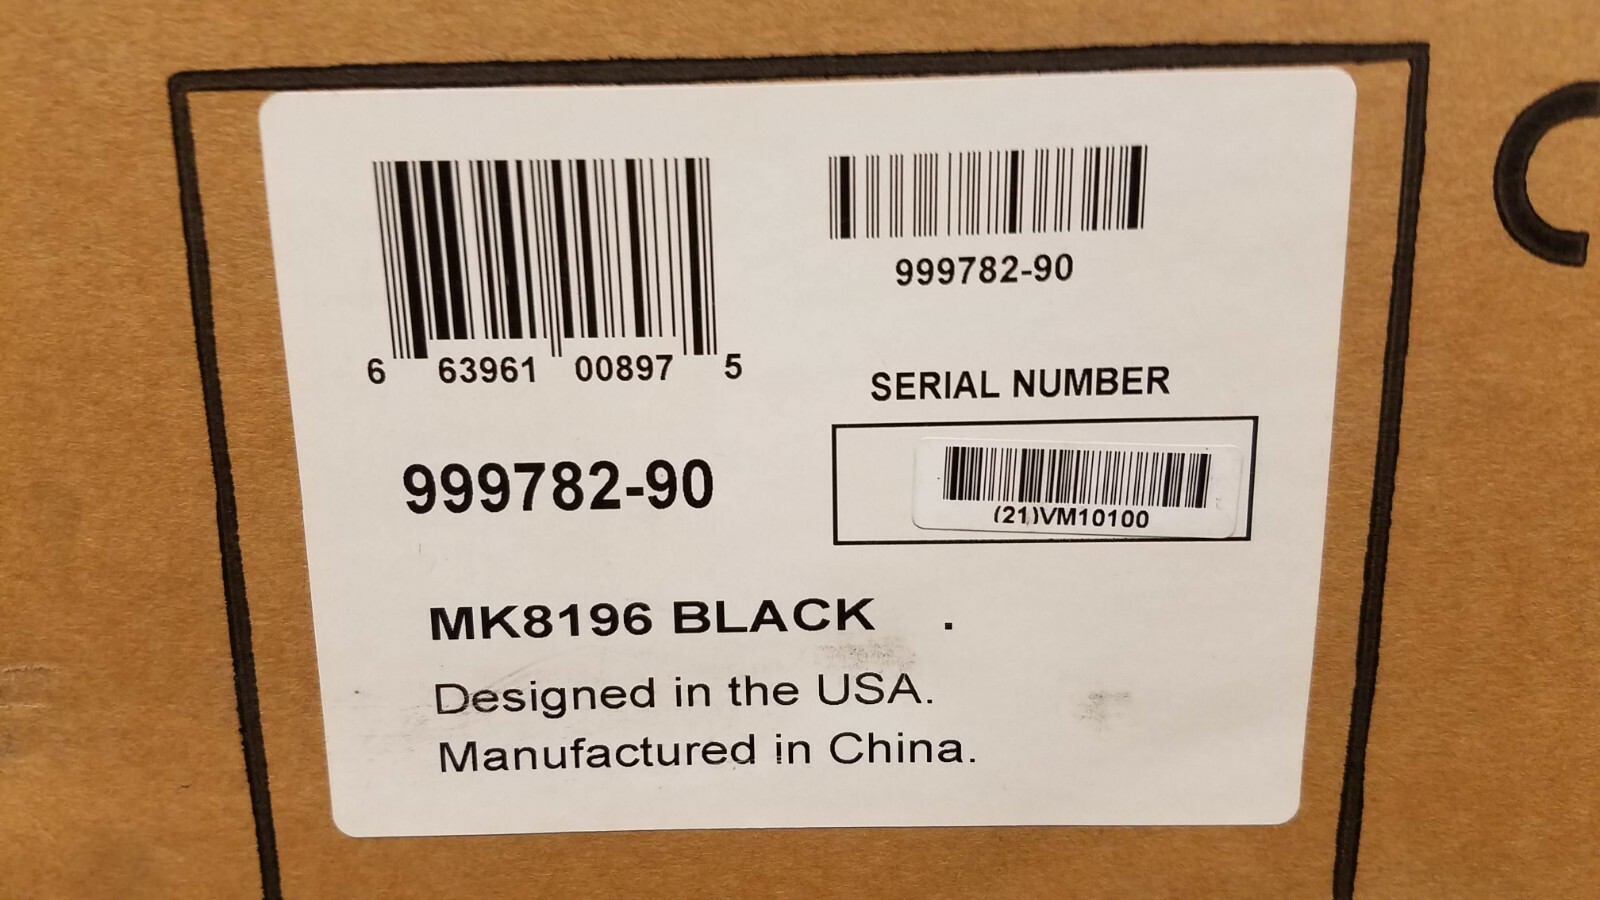 6 63961 00897 5
999782-90
999782-90
SERIAL NUMBER
(21)VM10100
MK8196 BLACK .
Designed in the USA.
Manufactured in China.